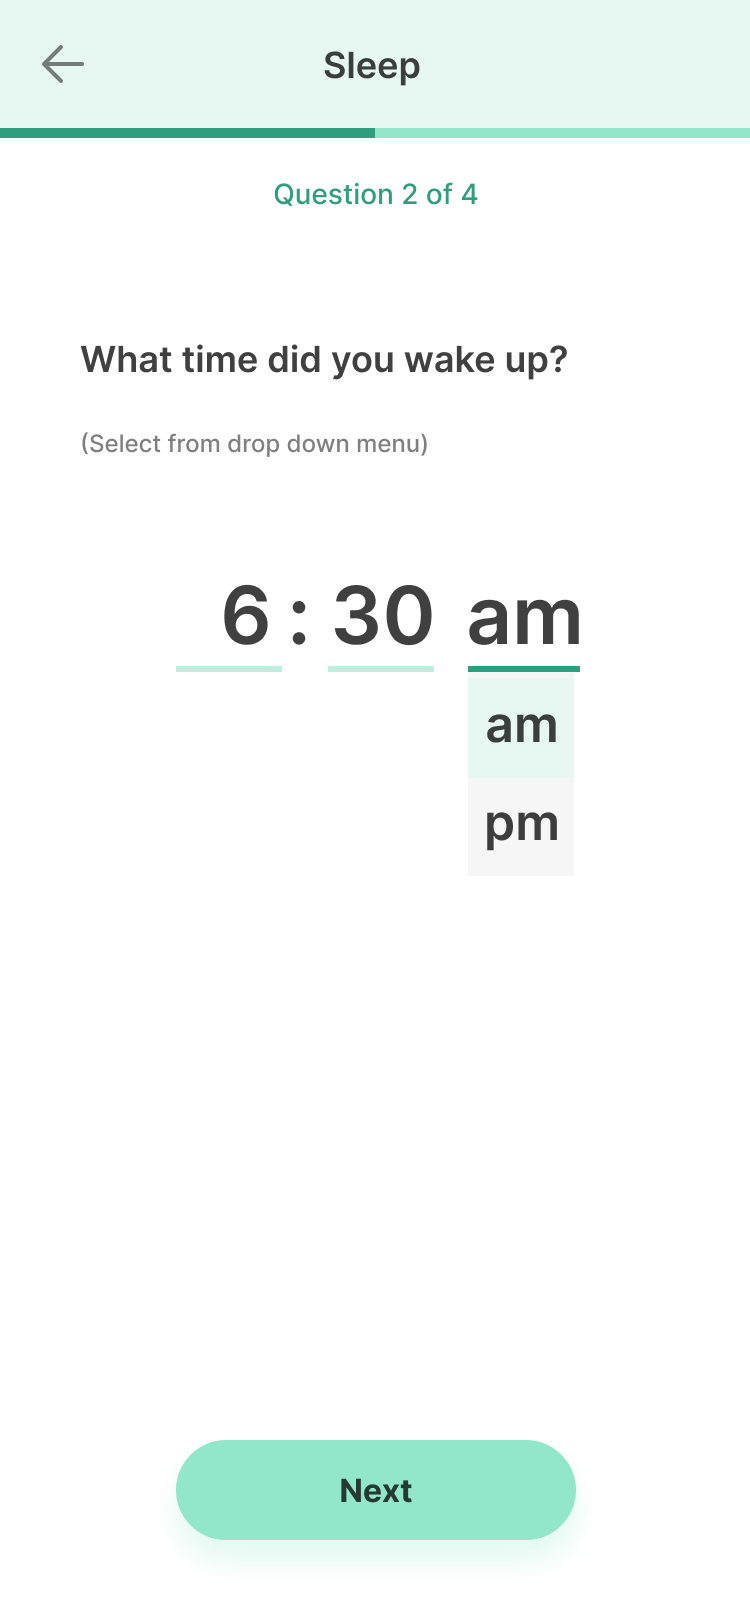 Sleep
Question 2 of 4
What time did you wake up?
(Select from drop down menu)
6 : 30 am
am
pm
Next